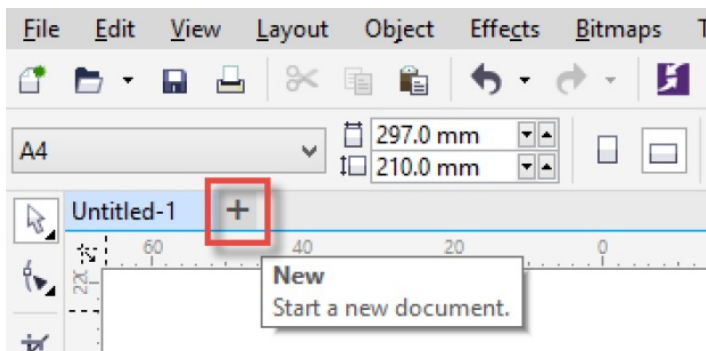 File Edit View Layout Object Effects Bitmaps
A4
297.0 mm
210.0 mm
Untitled-1 +
60 40 20 0
220
New
Start a new document.